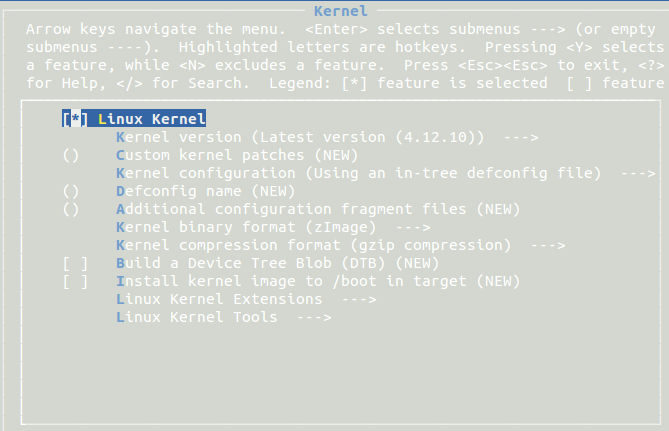 Kernel
Arrow keys navigate the menu.  <Enter> selects submenus ---> (or empty
submenus ----).  Highlighted letters are hotkeys.  Pressing <Y> selects
a feature, while <N> excludes a feature.  Press <Esc><Esc> to exit, <?>
for Help, </> for Search.  Legend: [*] feature is selected  [ ] feature
[*] Linux Kernel
Kernel version (Latest version (4.12.10))  --->
() Custom kernel patches (NEW)
Kernel configuration (Using an in-tree defconfig file)  --->
() Defconfig name (NEW)
() Additional configuration fragment files (NEW)
Kernel binary format (zImage)  --->
Kernel compression format (gzip compression)  --->
[ ] Build a Device Tree Blob (DTB) (NEW)
[ ] Install kernel image to /boot in target (NEW)
Linux Kernel Extensions  --->
Linux Kernel Tools  --->